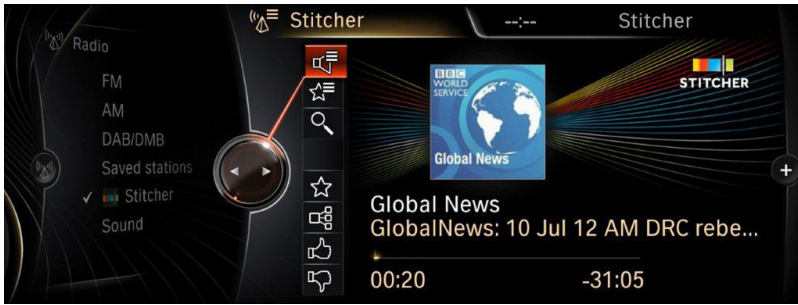 Stitcher
--:--
Stitcher
Radio
FM
AM
DAB/DMB
Saved stations
Stitcher
Sound
BBC
WORLD
SERVICE
Global News
STITCHER
Global News
GlobalNews: 10 Jul 12 AM DRC rebe...
00:20
-31:05